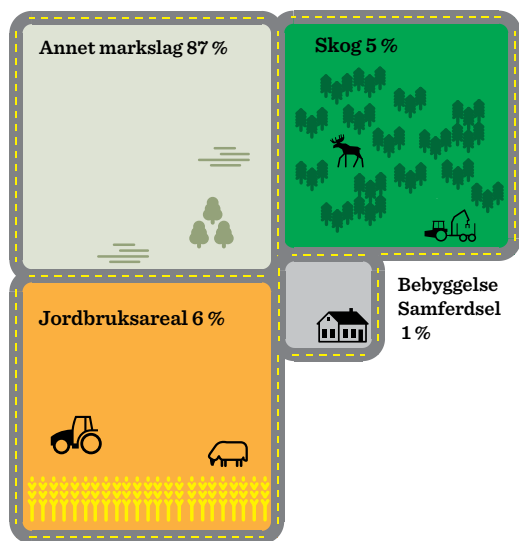 Annet markslag 87 %
Skog 5 %
Jordbruksareal 6 %
Bebyggelse
Samferdsel
1 %